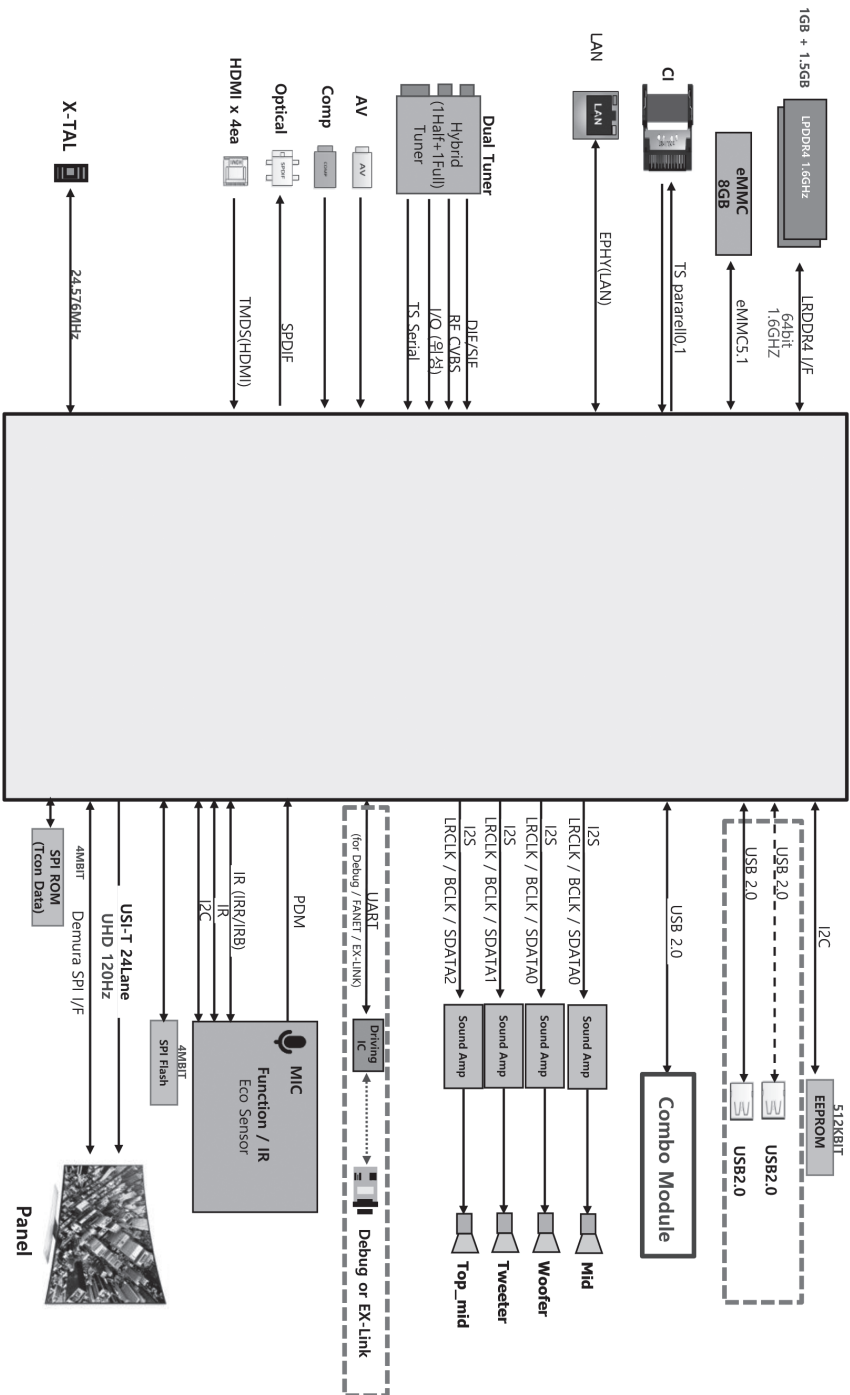 1GB + 1.5GB
LPDDR4 1.6GHz
LRDDR4 I/F
64bit
1.6GHZ
eMMC
8GB
eMMC5.1
CI
TS pararell0,1
LAN
LAN
EPHY(LAN)
Dual Tuner
Hybrid
(1Half+1Full)
Tuner
DIF/SIF
RF CVBS
I/Q (위성)
TS Serial
AV
AV
Comp
COMP
Optical
SPDIF
SPDIF
HDMI x 4ea
HDMI
TMDS(HDMI)
X-TAL
24.576MHz
I2C
512KBIT
EEPROM
USB 2.0
USB2.0
USB 2.0
USB2.0
USB 2.0
Combo Module
I2S
LRCLK / BCLK / SDATA0
Sound Amp
Mid
I2S
LRCLK / BCLK / SDATA0
Sound Amp
Woofer
I2S
LRCLK / BCLK / SDATA1
Sound Amp
Tweeter
I2S
LRCLK / BCLK / SDATA2
Sound Amp
Top_mid
UART
(for Debug / FANET / EX-LINK)
Driving
IC
Debug or EX-Link
PDM
MIC
Function / IR
Eco Sensor
IR (IRR/IRB)
IR
I2C
4MBIT
SPI Flash
USI-T 24Lane
UHD 120Hz
Demura SPI I/F
Panel
4MBIT
SPI ROM
(Tcon Data)